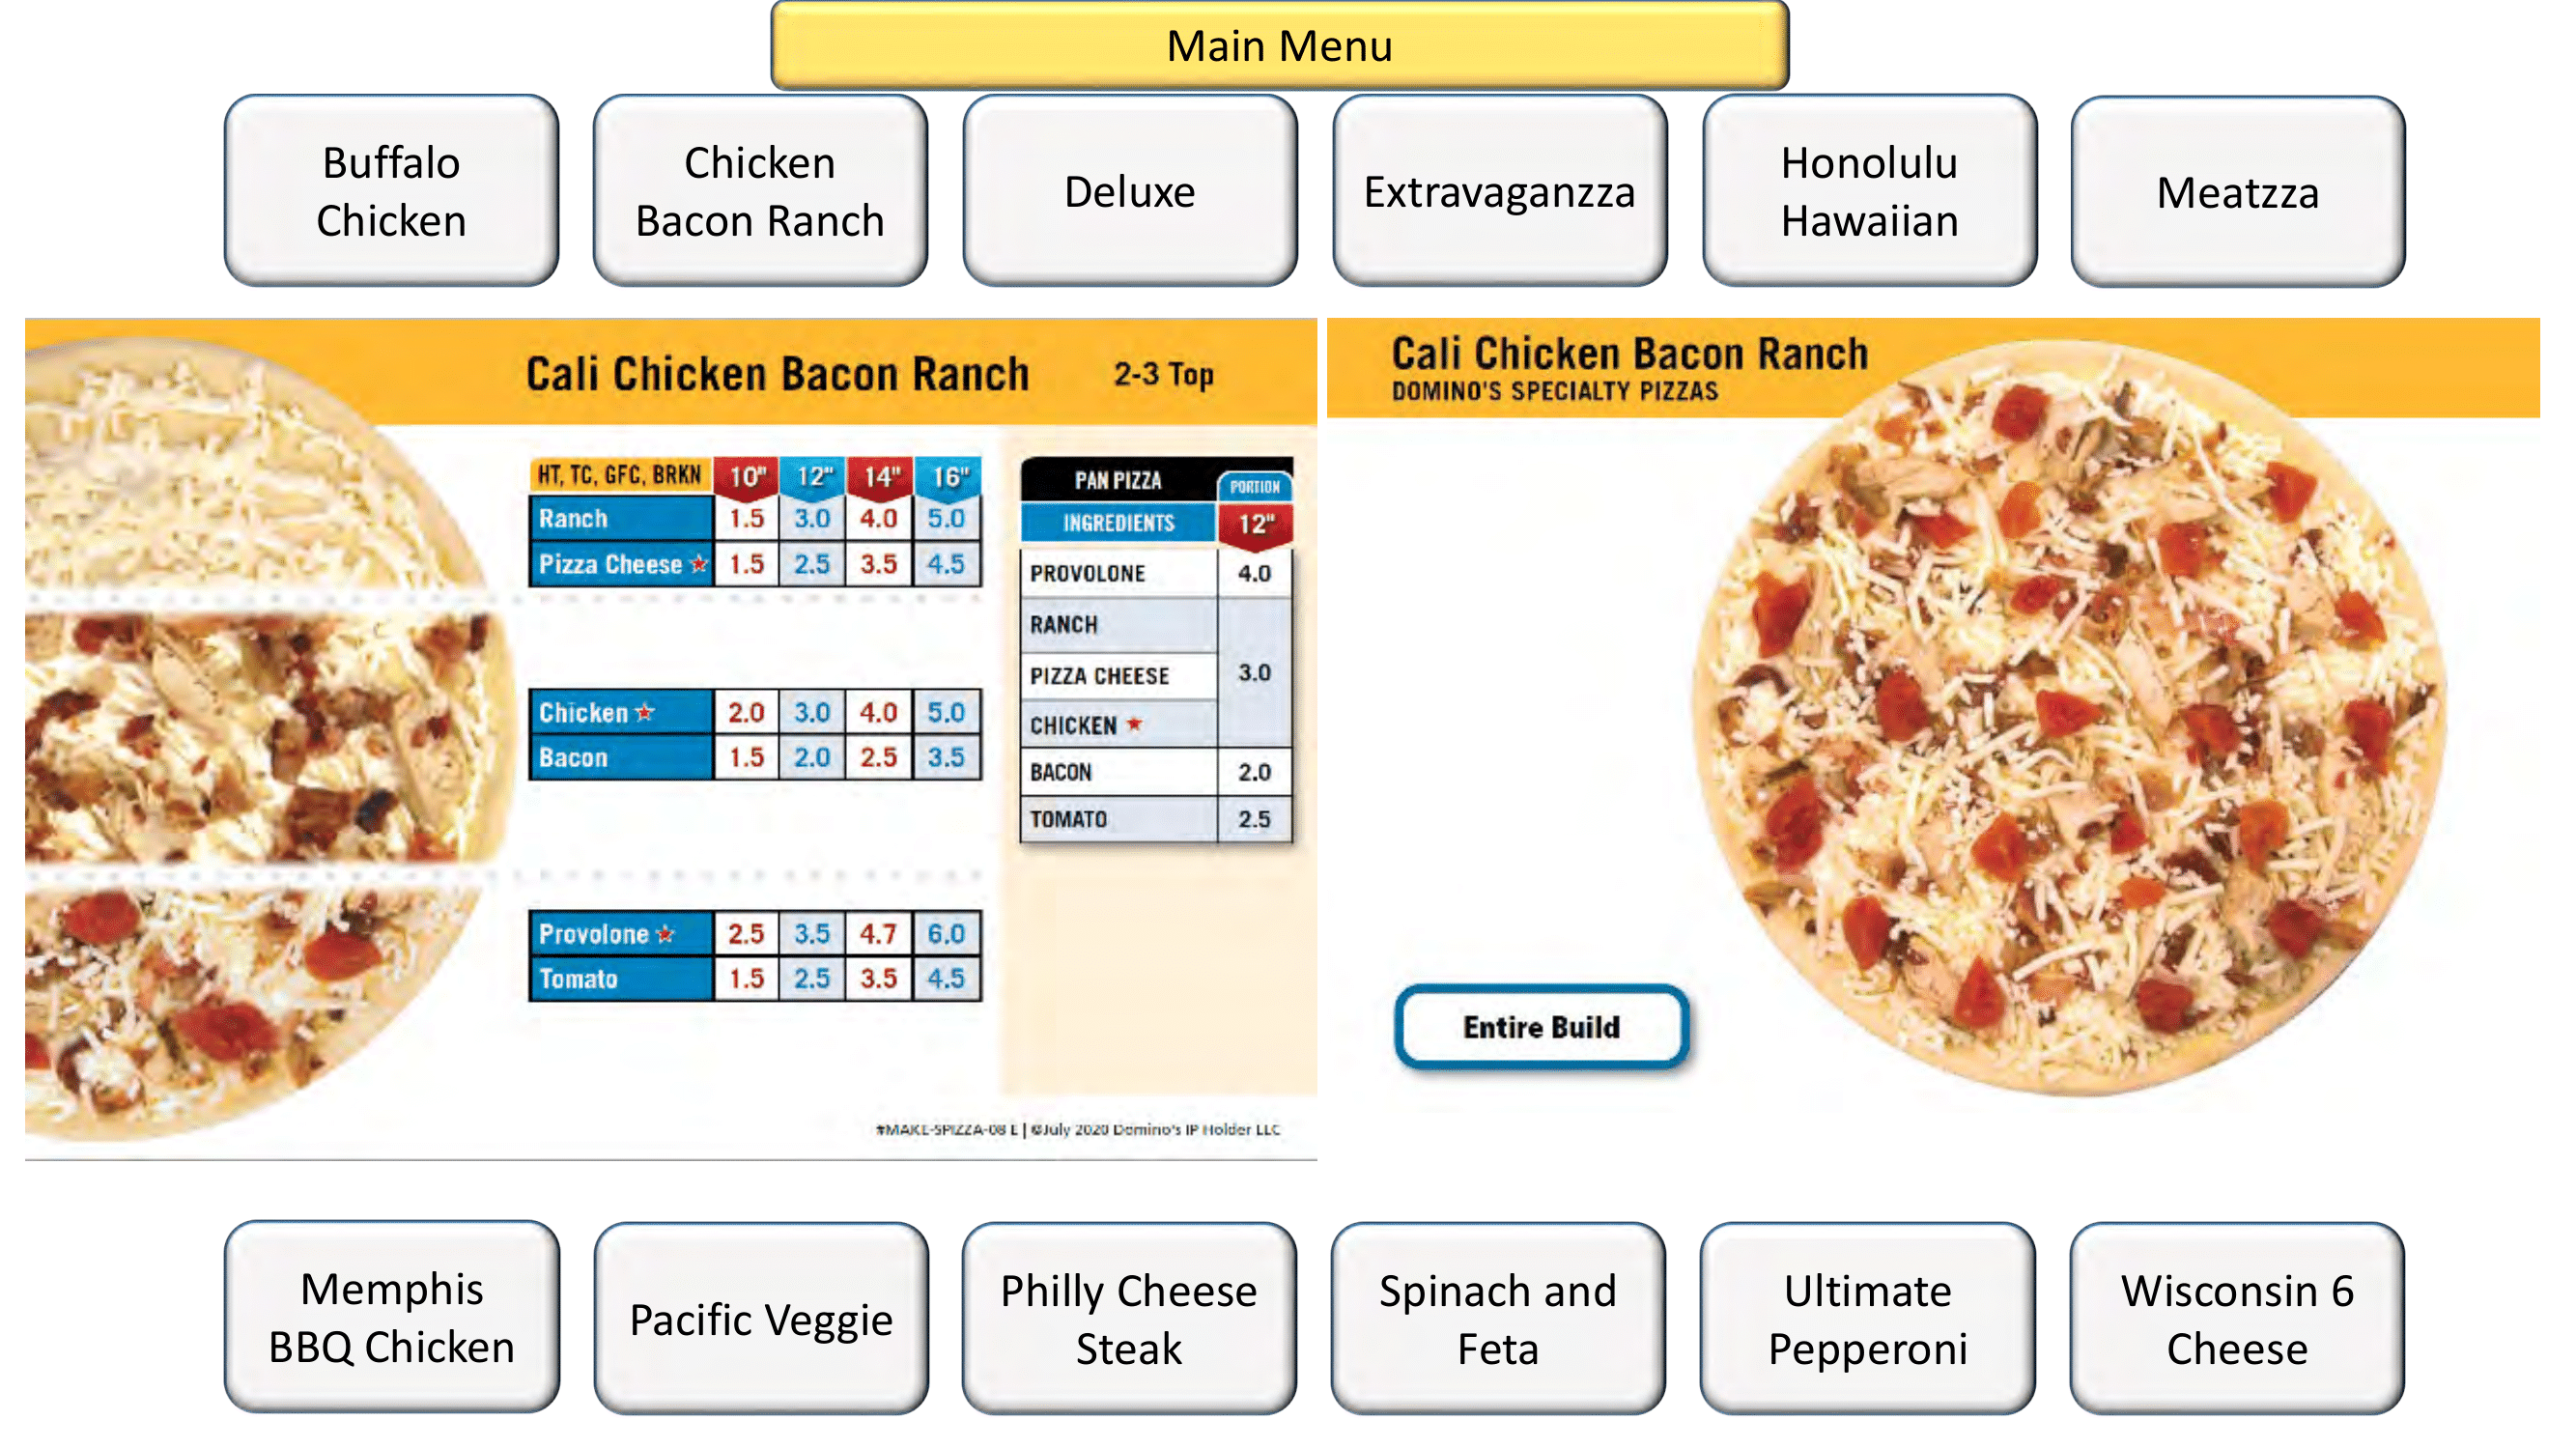 Main Menu
Buffalo
Chicken
Chicken
Bacon Ranch
Deluxe
Extravaganzza
Honolulu
Hawaiian
Meatzza
Cali Chicken Bacon Ranch 2-3 Top
HT, TC, GFC, BRKN 10" 12" 14" 16"
Ranch 1.5 3.0 4.0 5.0
Pizza Cheese ★ 1.5 2.5 3.5 4.5
Chicken ★ 2.0 3.0 4.0 5.0
Bacon 1.5 2.0 2.5 3.5
Provolone ★ 2.5 3.5 4.7 6.0
Tomato 1.5 2.5 3.5 4.5
PAN PIZZA PORTION
INGREDIENTS 12"
PROVOLONE 4.0
RANCH
PIZZA CHEESE 3.0
CHICKEN ★
BACON 2.0
TOMATO 2.5
#MAKE-SPIZZA-08 E | ©July 2020 Domino's IP Holder LLC
Cali Chicken Bacon Ranch
DOMINO'S SPECIALTY PIZZAS
Entire Build
Memphis
BBQ Chicken
Pacific Veggie
Philly Cheese
Steak
Spinach and
Feta
Ultimate
Pepperoni
Wisconsin 6
Cheese